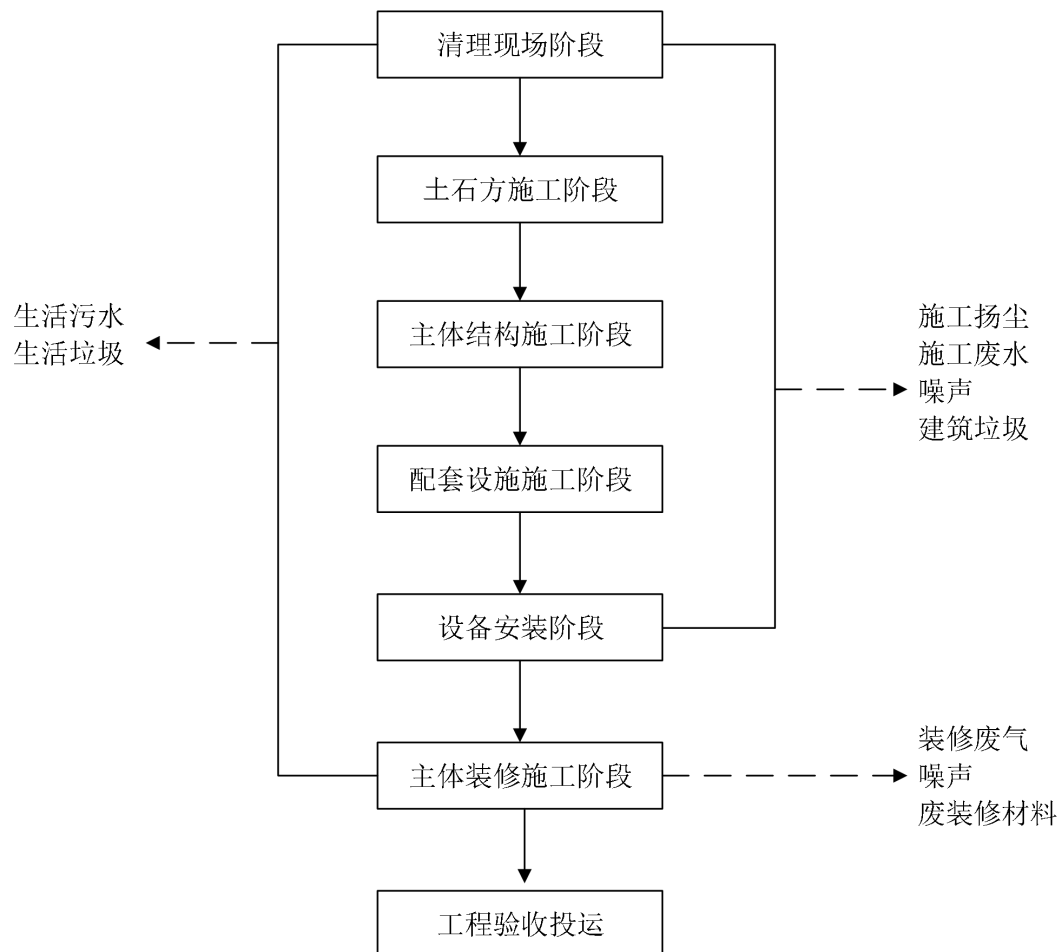 清理现场阶段
土石方施工阶段
主体结构施工阶段
生活污水
生活垃圾
施工扬尘
施工废水
噪声
建筑垃圾
配套设施施工阶段
设备安装阶段
主体装修施工阶段
装修废气
噪声
废装修材料
工程验收投运